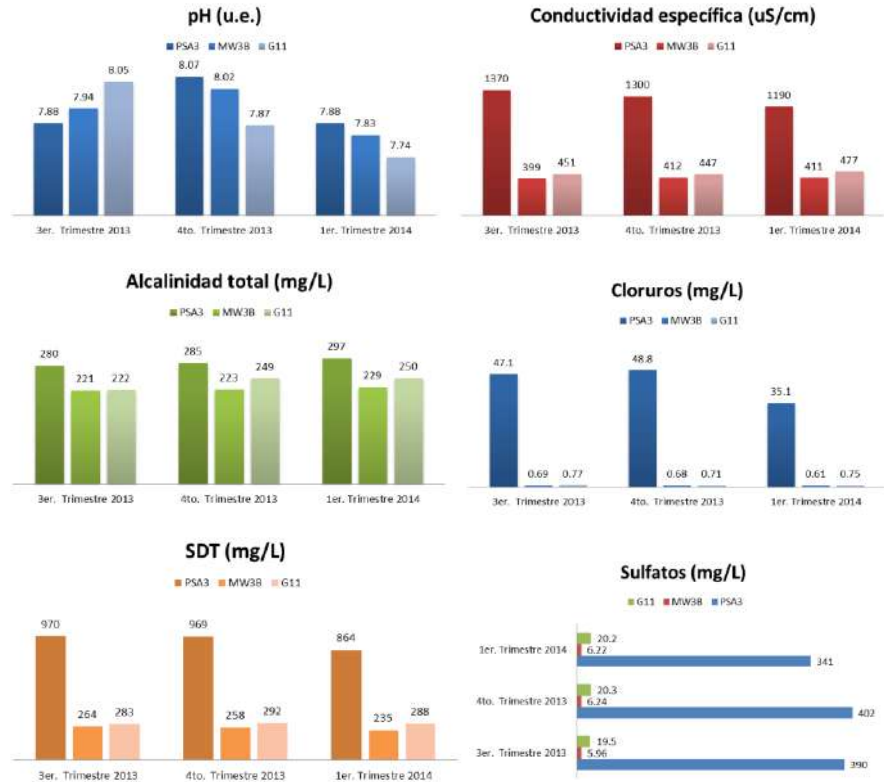 pH (u.e.)
PSA3 MW3B G11
7.88 7.94 8.05 8.07 8.02 7.87 7.88 7.83 7.74
3er. Trimestre 2013 4to. Trimestre 2013 1er. Trimestre 2014
Conductividad específica (uS/cm)
PSA3 MW3B G11
1370 399 451 1300 412 447 1190 411 477
3er. Trimestre 2013 4to. Trimestre 2013 1er. Trimestre 2014
Alcalinidad total (mg/L)
PSA3 MW3B G11
280 221 222 285 223 249 297 229 250
3er. Trimestre 2013 4to. Trimestre 2013 1er. Trimestre 2014
Cloruros (mg/L)
PSA3 MW3B G11
47.1 0.69 0.77 48.8 0.68 0.71 35.1 0.61 0.75
3er. Trimestre 2013 4to. Trimestre 2013 1er. Trimestre 2014
SDT (mg/L)
PSA3 MW3B G11
970 264 283 969 258 292 864 235 288
3er. Trimestre 2013 4to. Trimestre 2013 1er. Trimestre 2014
Sulfatos (mg/L)
G11 MW3B PSA3
20.2
1er. Trimestre 2014 6.22
341
20.3
4to. Trimestre 2013 6.24
402
19.5
3er. Trimestre 2013 5.96
390